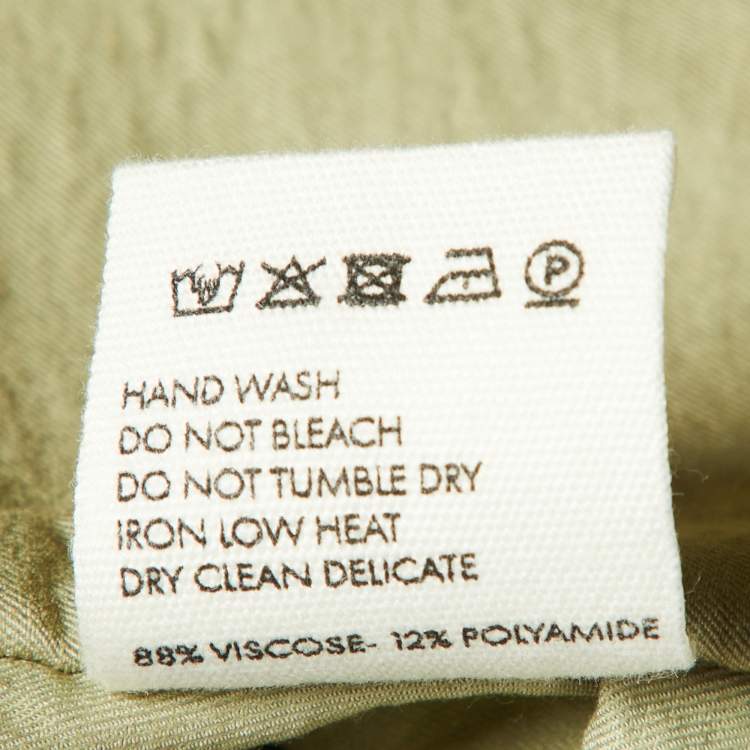 P
HAND WASH
DO NOT BLEACH
DO NOT TUMBLE DRY
IRON LOW HEAT
DRY CLEAN DELICATE
88% VISCOSE- 12% POLYAMIDE